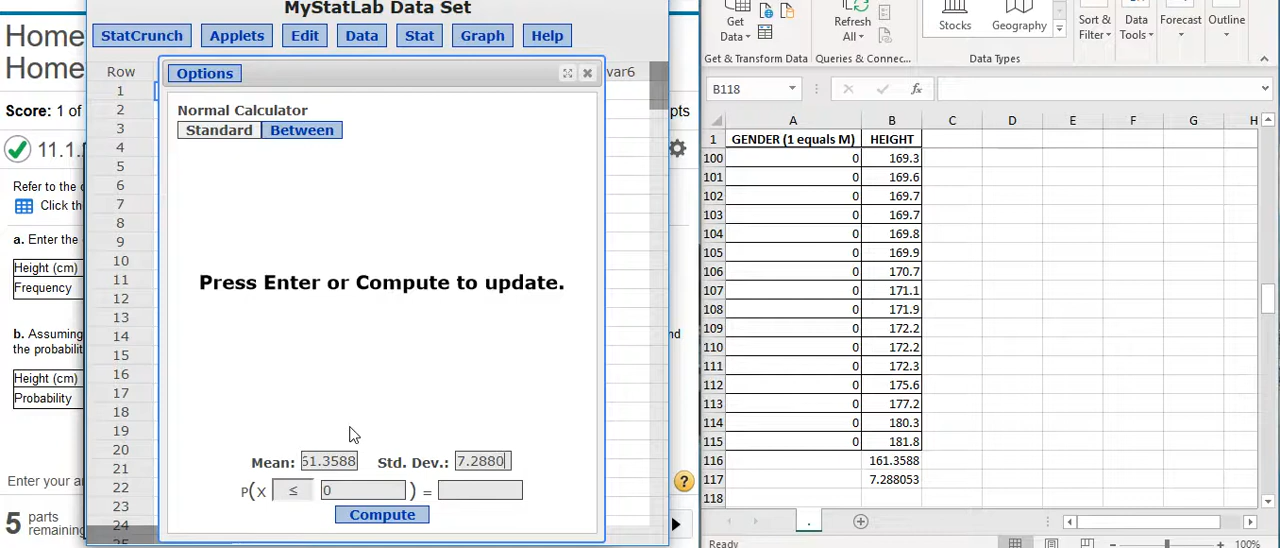 MyStatLab Data Set
StatCrunch Applets Edit Data Stat Graph Help
Home
Home
Score: 1 of
pts
11.1.
Refer to the
Click th
a. Enter the
Height (cm)
Frequency
b. Assuming
and
the probabilit
Height (cm)
Probability
Enter your a
5 parts
remaining
?
Row
var6
1
2
3
4
5
6
7
8
9
10
11
12
13
14
15
16
17
18
19
20
21
22
23
24
25
Options
Normal Calculator
Standard Between
Press Enter or Compute to update.
Mean: 61.3588 Std. Dev.: 7.2880
P(X ≤ 0 ) =
Compute
Get
Data
Refresh
All
Stocks
Geography
Sort &
Filter
Data
Tools
Forecast
Outline
Get & Transform Data
Queries & Connec...
Data Types
B118
fx
A B C D E F G H
1 GENDER (1 equals M) HEIGHT
100 0 169.3
101 0 169.6
102 0 169.7
103 0 169.7
104 0 169.8
105 0 169.9
106 0 170.7
107 0 171.1
108 0 171.9
109 0 172.2
110 0 172.2
111 0 172.3
112 0 175.6
113 0 177.2
114 0 180.3
115 0 181.8
116 161.3588
117 7.288053
118
.
Ready
100%